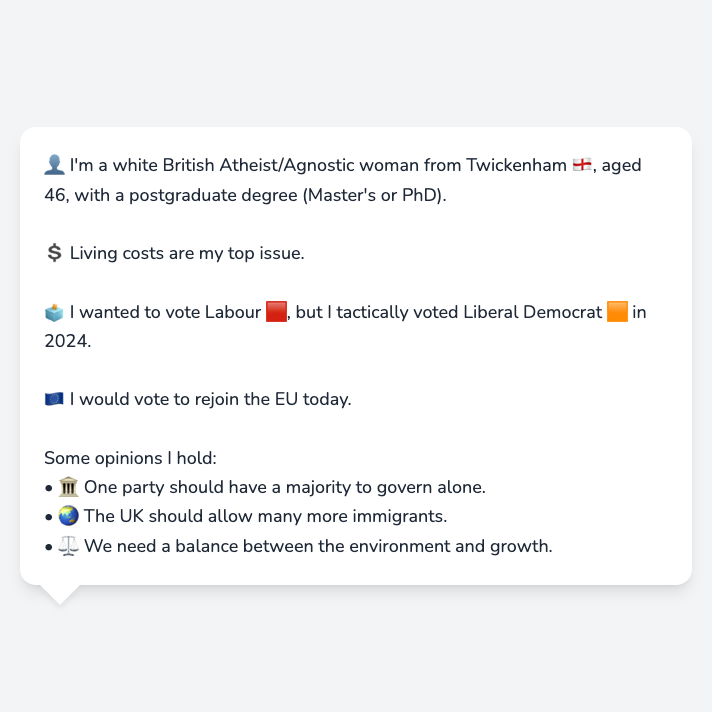 👤 I'm a white British Atheist/Agnostic woman from Twickenham 🏴󠁧󠁢󠁥󠁮󠁧󠁿, aged
46, with a postgraduate degree (Master's or PhD).
💲 Living costs are my top issue.
🗳️ I wanted to vote Labour 🟥, but I tactically voted Liberal Democrat 🟧 in
2024.
🇪🇺 I would vote to rejoin the EU today.
Some opinions I hold:
• 🏛️ One party should have a majority to govern alone.
• 🌏 The UK should allow many more immigrants.
• ⚖️ We need a balance between the environment and growth.